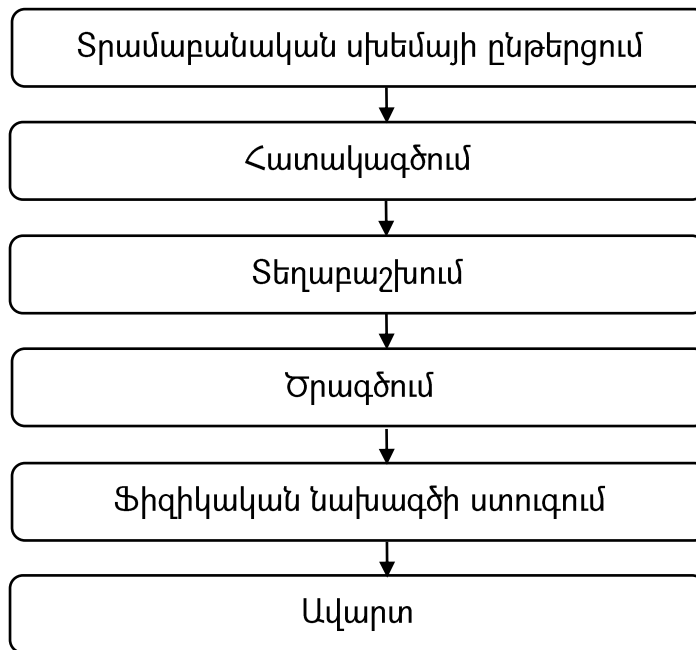 Տրամաբանական սխեմայի ընթերցում
Հատակագծում
Տեղաբաշխում
Ծրագծում
Ֆիզիկական նախագծի ստուգում
Ավարտ